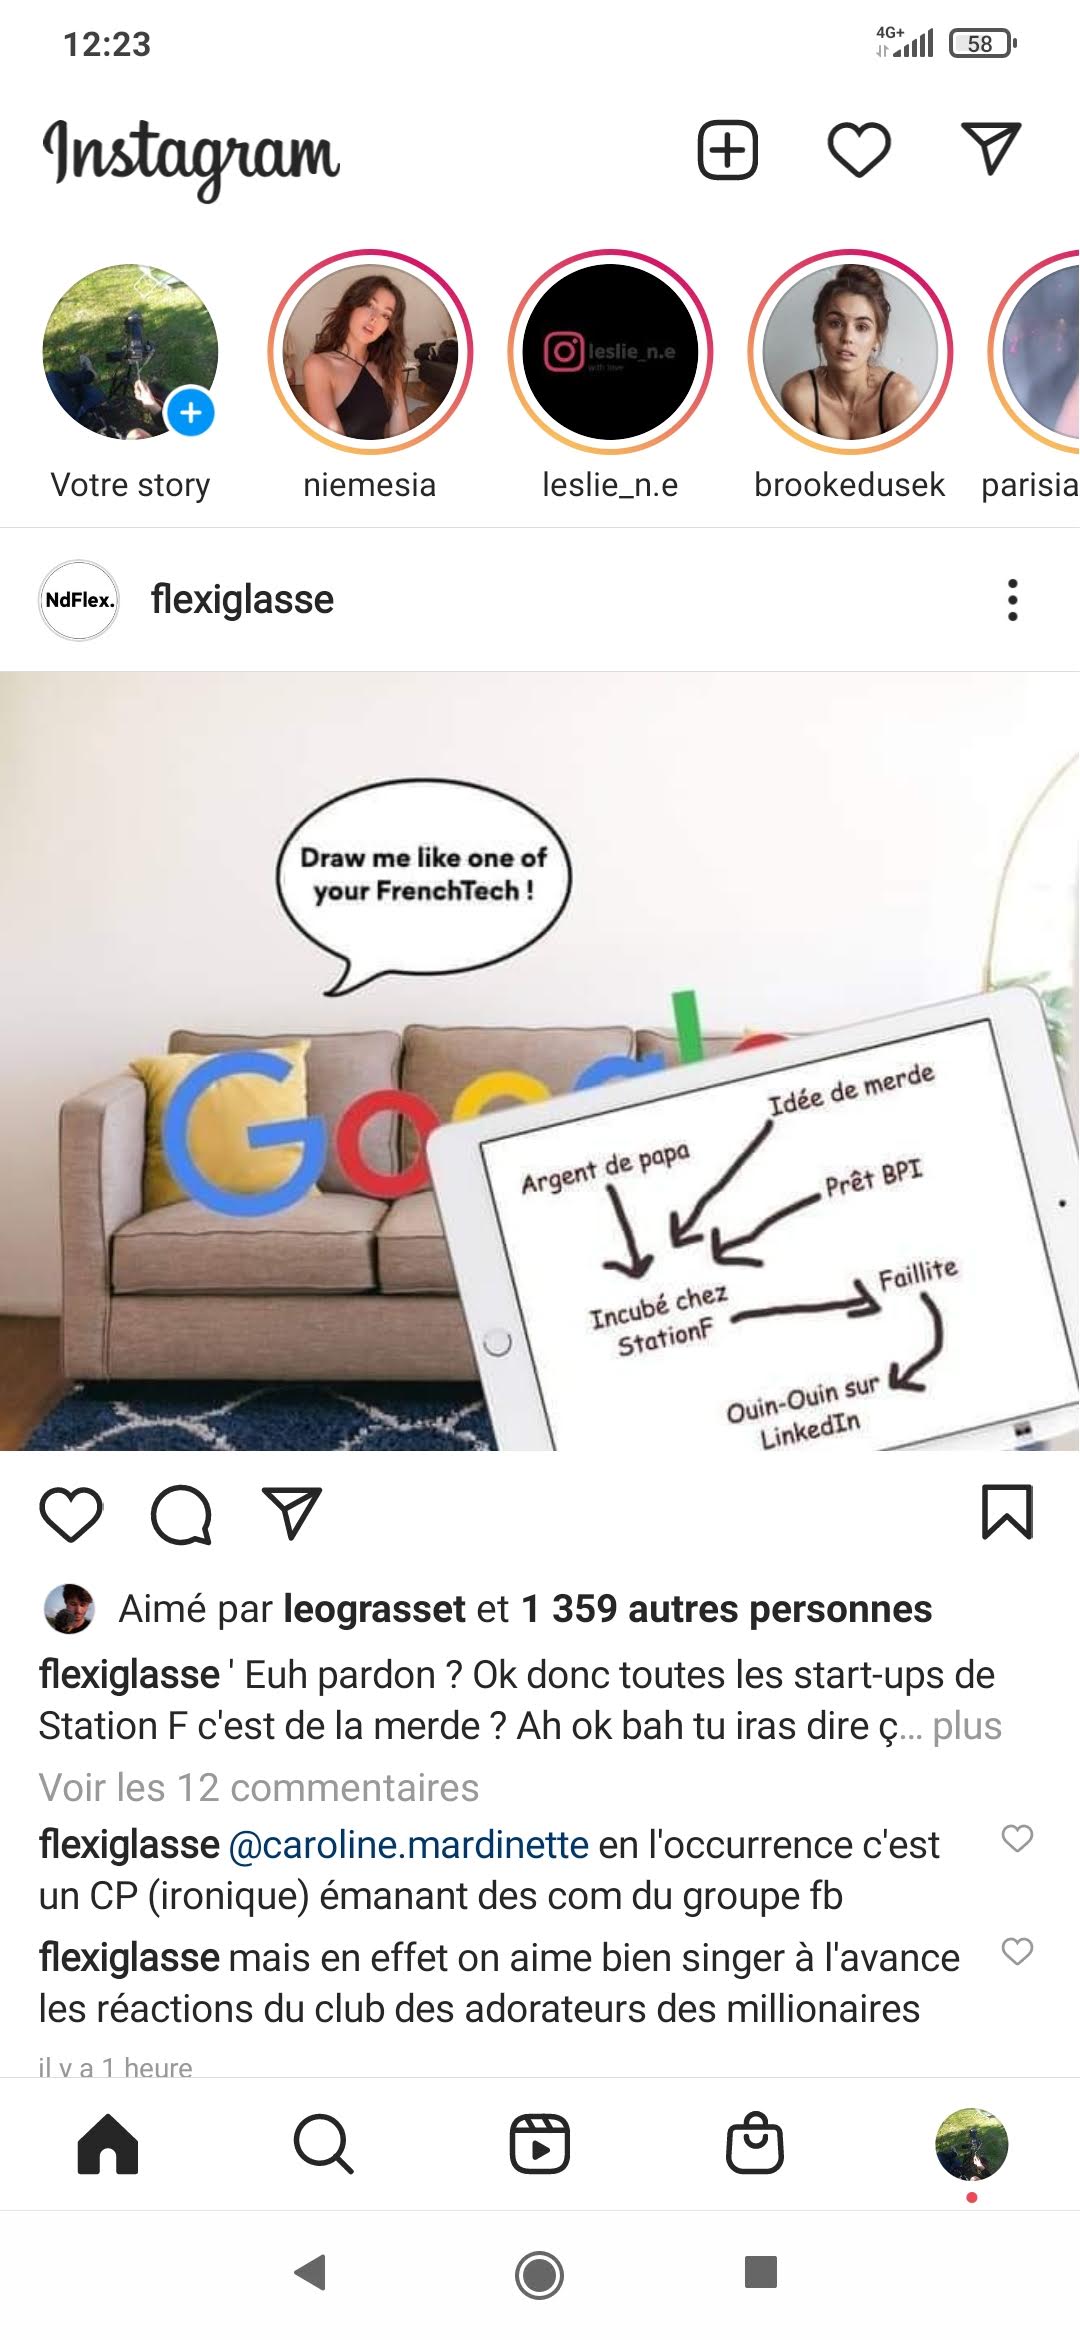 12:23
4G+
58
Instagram
leslie_n.e
with love
Votre story
niemesia
leslie_n.e
brookedusek
parisia
NdFlex.
flexiglasse
Draw me like one of
your FrenchTech !
Google
Idée de merde
Argent de papa
Prêt BPI
Incubé chez
StationF
Faillite
Ouin-Ouin sur
LinkedIn
Aimé par leograsset et 1 359 autres personnes
flexiglasse ' Euh pardon ? Ok donc toutes les start-ups de
Station F c'est de la merde ? Ah ok bah tu iras dire ç... plus
Voir les 12 commentaires
flexiglasse @caroline.mardinette en l'occurrence c'est
un CP (ironique) émanant des com du groupe fb
flexiglasse mais en effet on aime bien singer à l'avance
les réactions du club des adorateurs des millionaires
il y a 1 heure